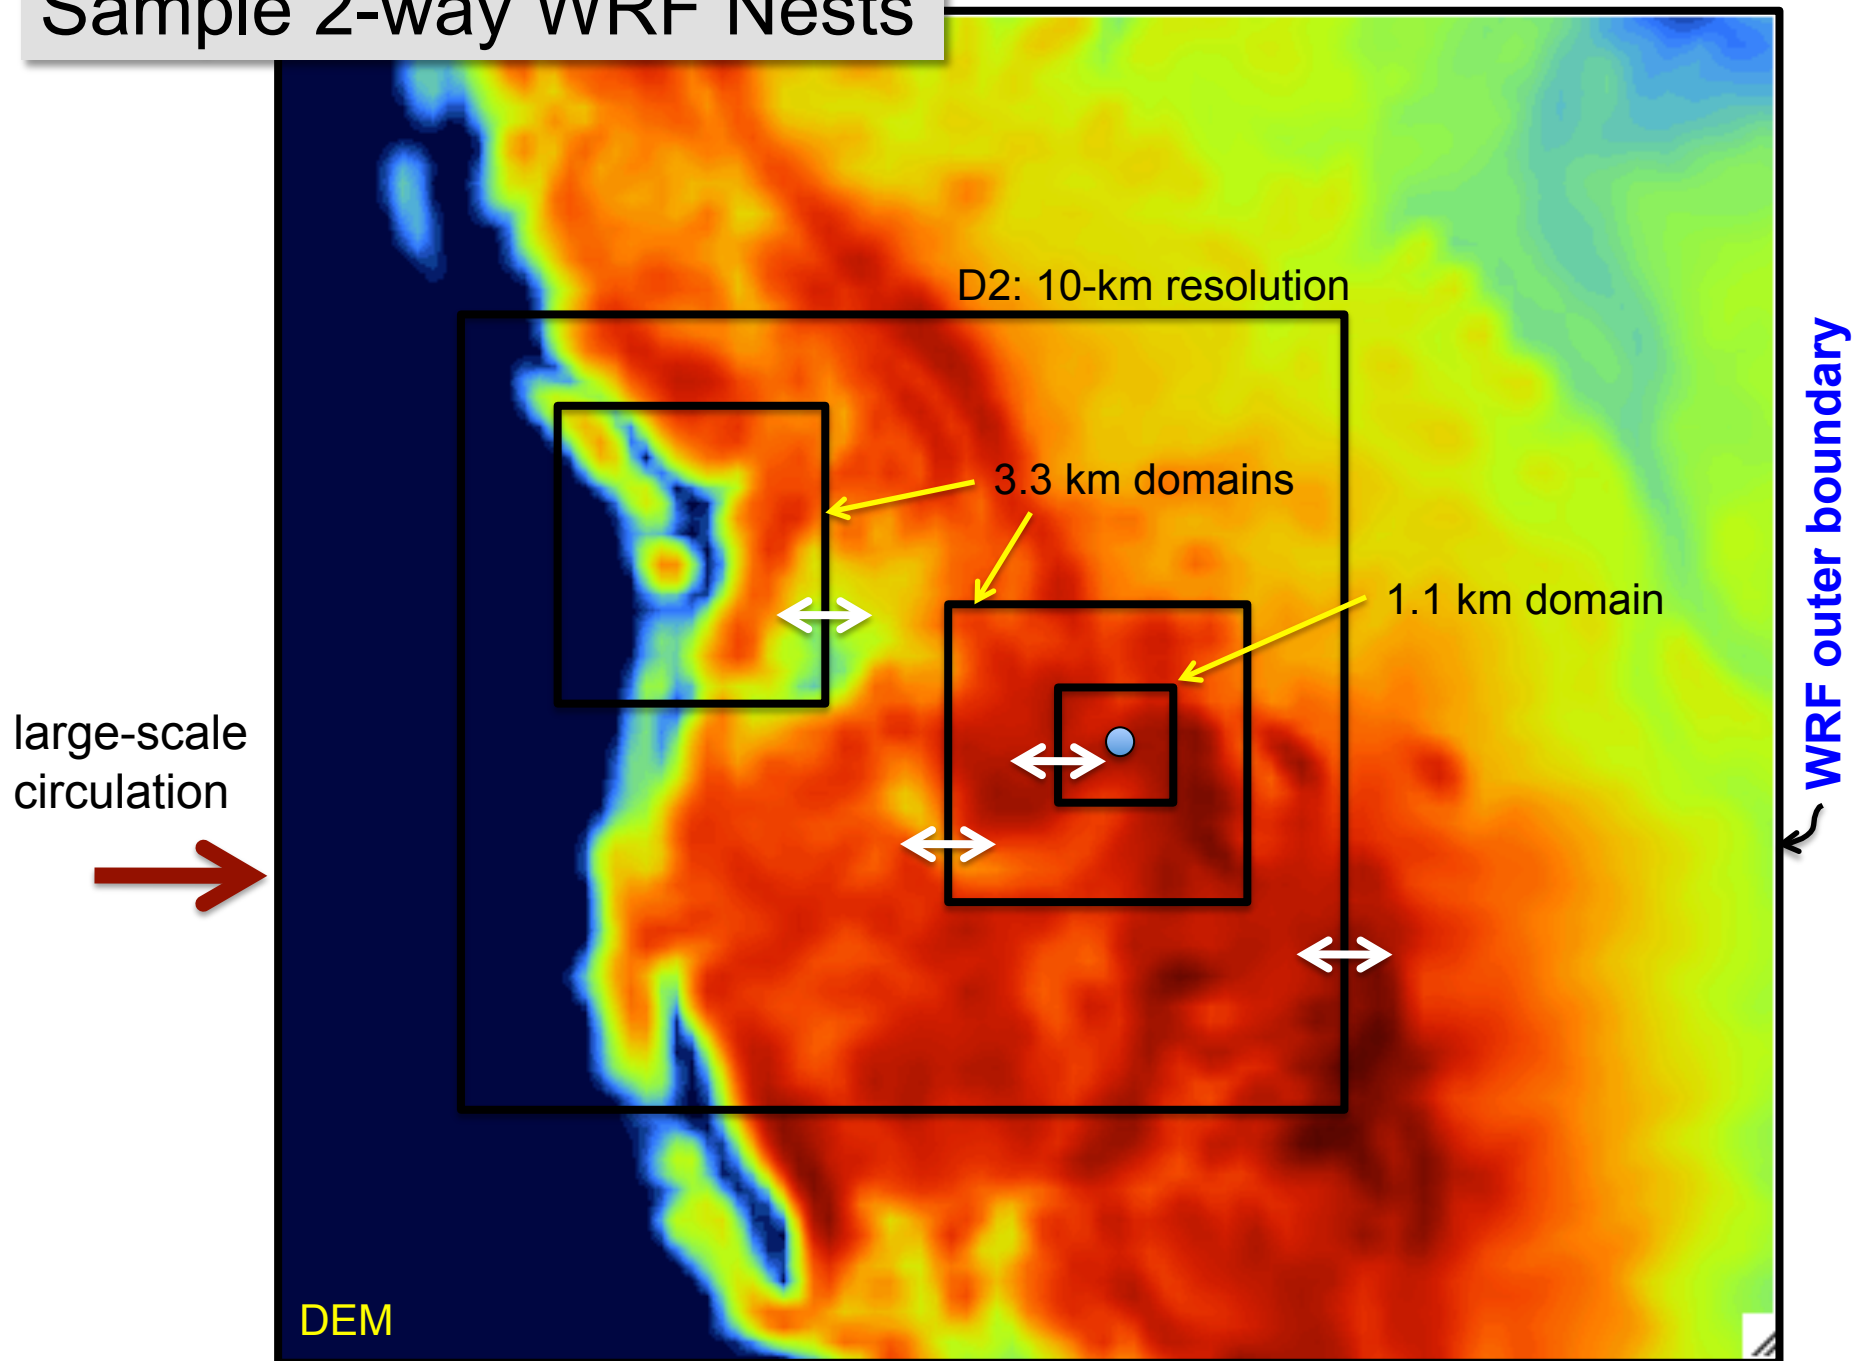 Sample 2-way WRF Nests
D2: 10-km resolution
3.3 km domains
1.1 km domain
WRF outer boundary
large-scale
circulation
DEM